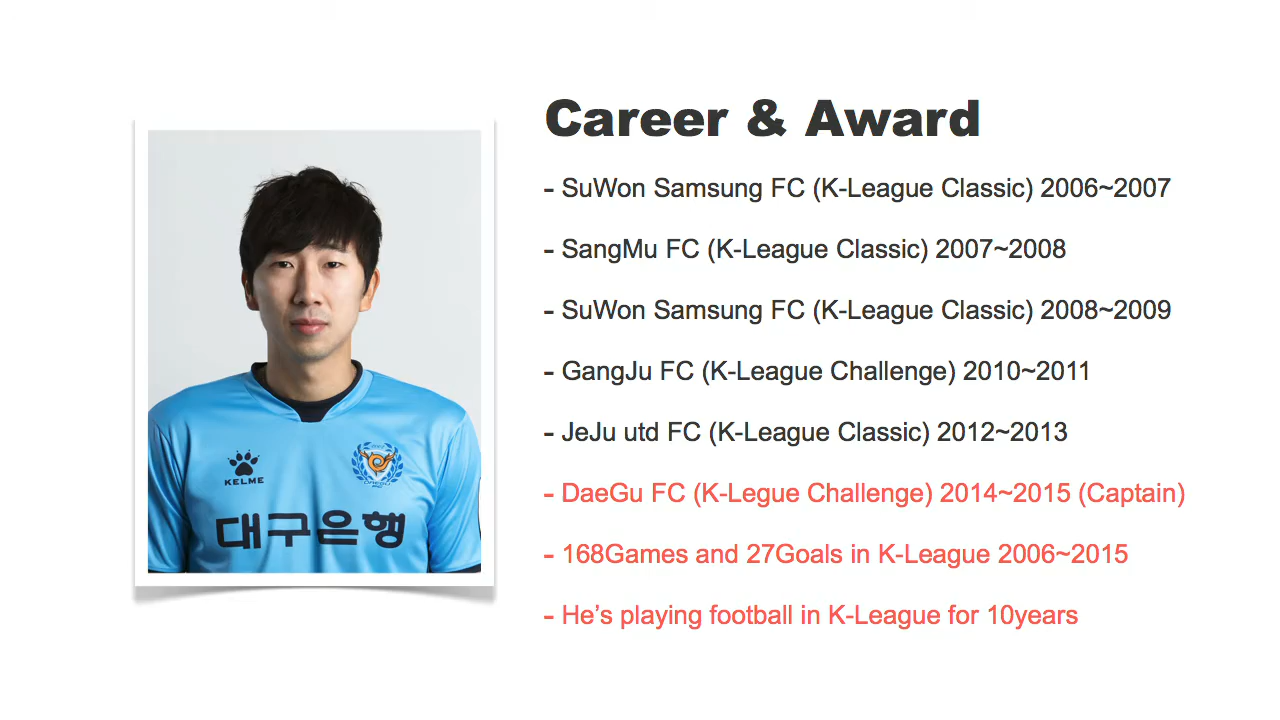 Career & Award
- SuWon Samsung FC (K-League Classic) 2006~2007
- SangMu FC (K-League Classic) 2007~2008
- SuWon Samsung FC (K-League Classic) 2008~2009
- GangJu FC (K-League Challenge) 2010~2011
- JeJu utd FC (K-League Classic) 2012~2013
- DaeGu FC (K-Legue Challenge) 2014~2015 (Captain)
- 168Games and 27Goals in K-League 2006~2015
- He’s playing football in K-League for 10years
KELME
DAEGU
대구은행